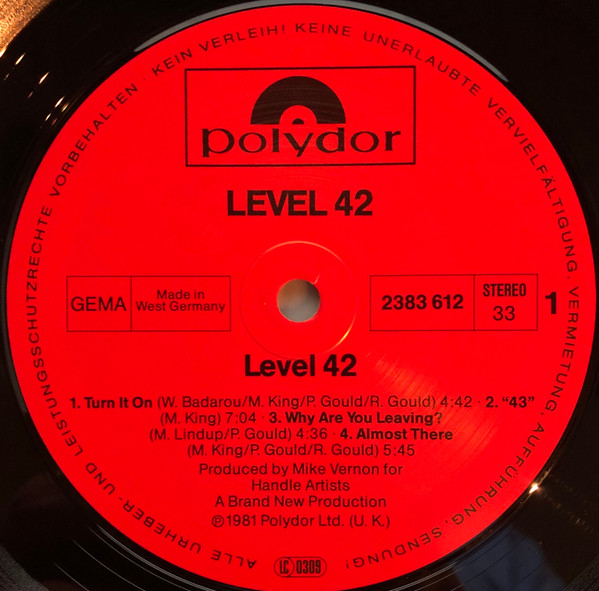 ALLE URHEBER- UND LEISTUNGSSCHUTZRECHTE VORBEHALTEN · KEIN VERLEIH! KEINE UNERLAUBTE VERVIELFÄLTIGUNG, VERMIETUNG, AUFFÜHRUNG, SENDUNG!
polydor
LEVEL 42
GEMA
Made in
West Germany
2383 612
STEREO
33
1
Level 42
1. Turn It On (W. Badarou/M. King/P. Gould/R. Gould) 4:42 · 2. “43”
(M. King) 7:04 · 3. Why Are You Leaving?
(M. Lindup/P. Gould) 4:36 · 4. Almost There
(M. King/P. Gould/R. Gould) 5:45
Produced by Mike Vernon for
Handle Artists
A Brand New Production
℗1981 Polydor Ltd. (U. K.)
LC 0309